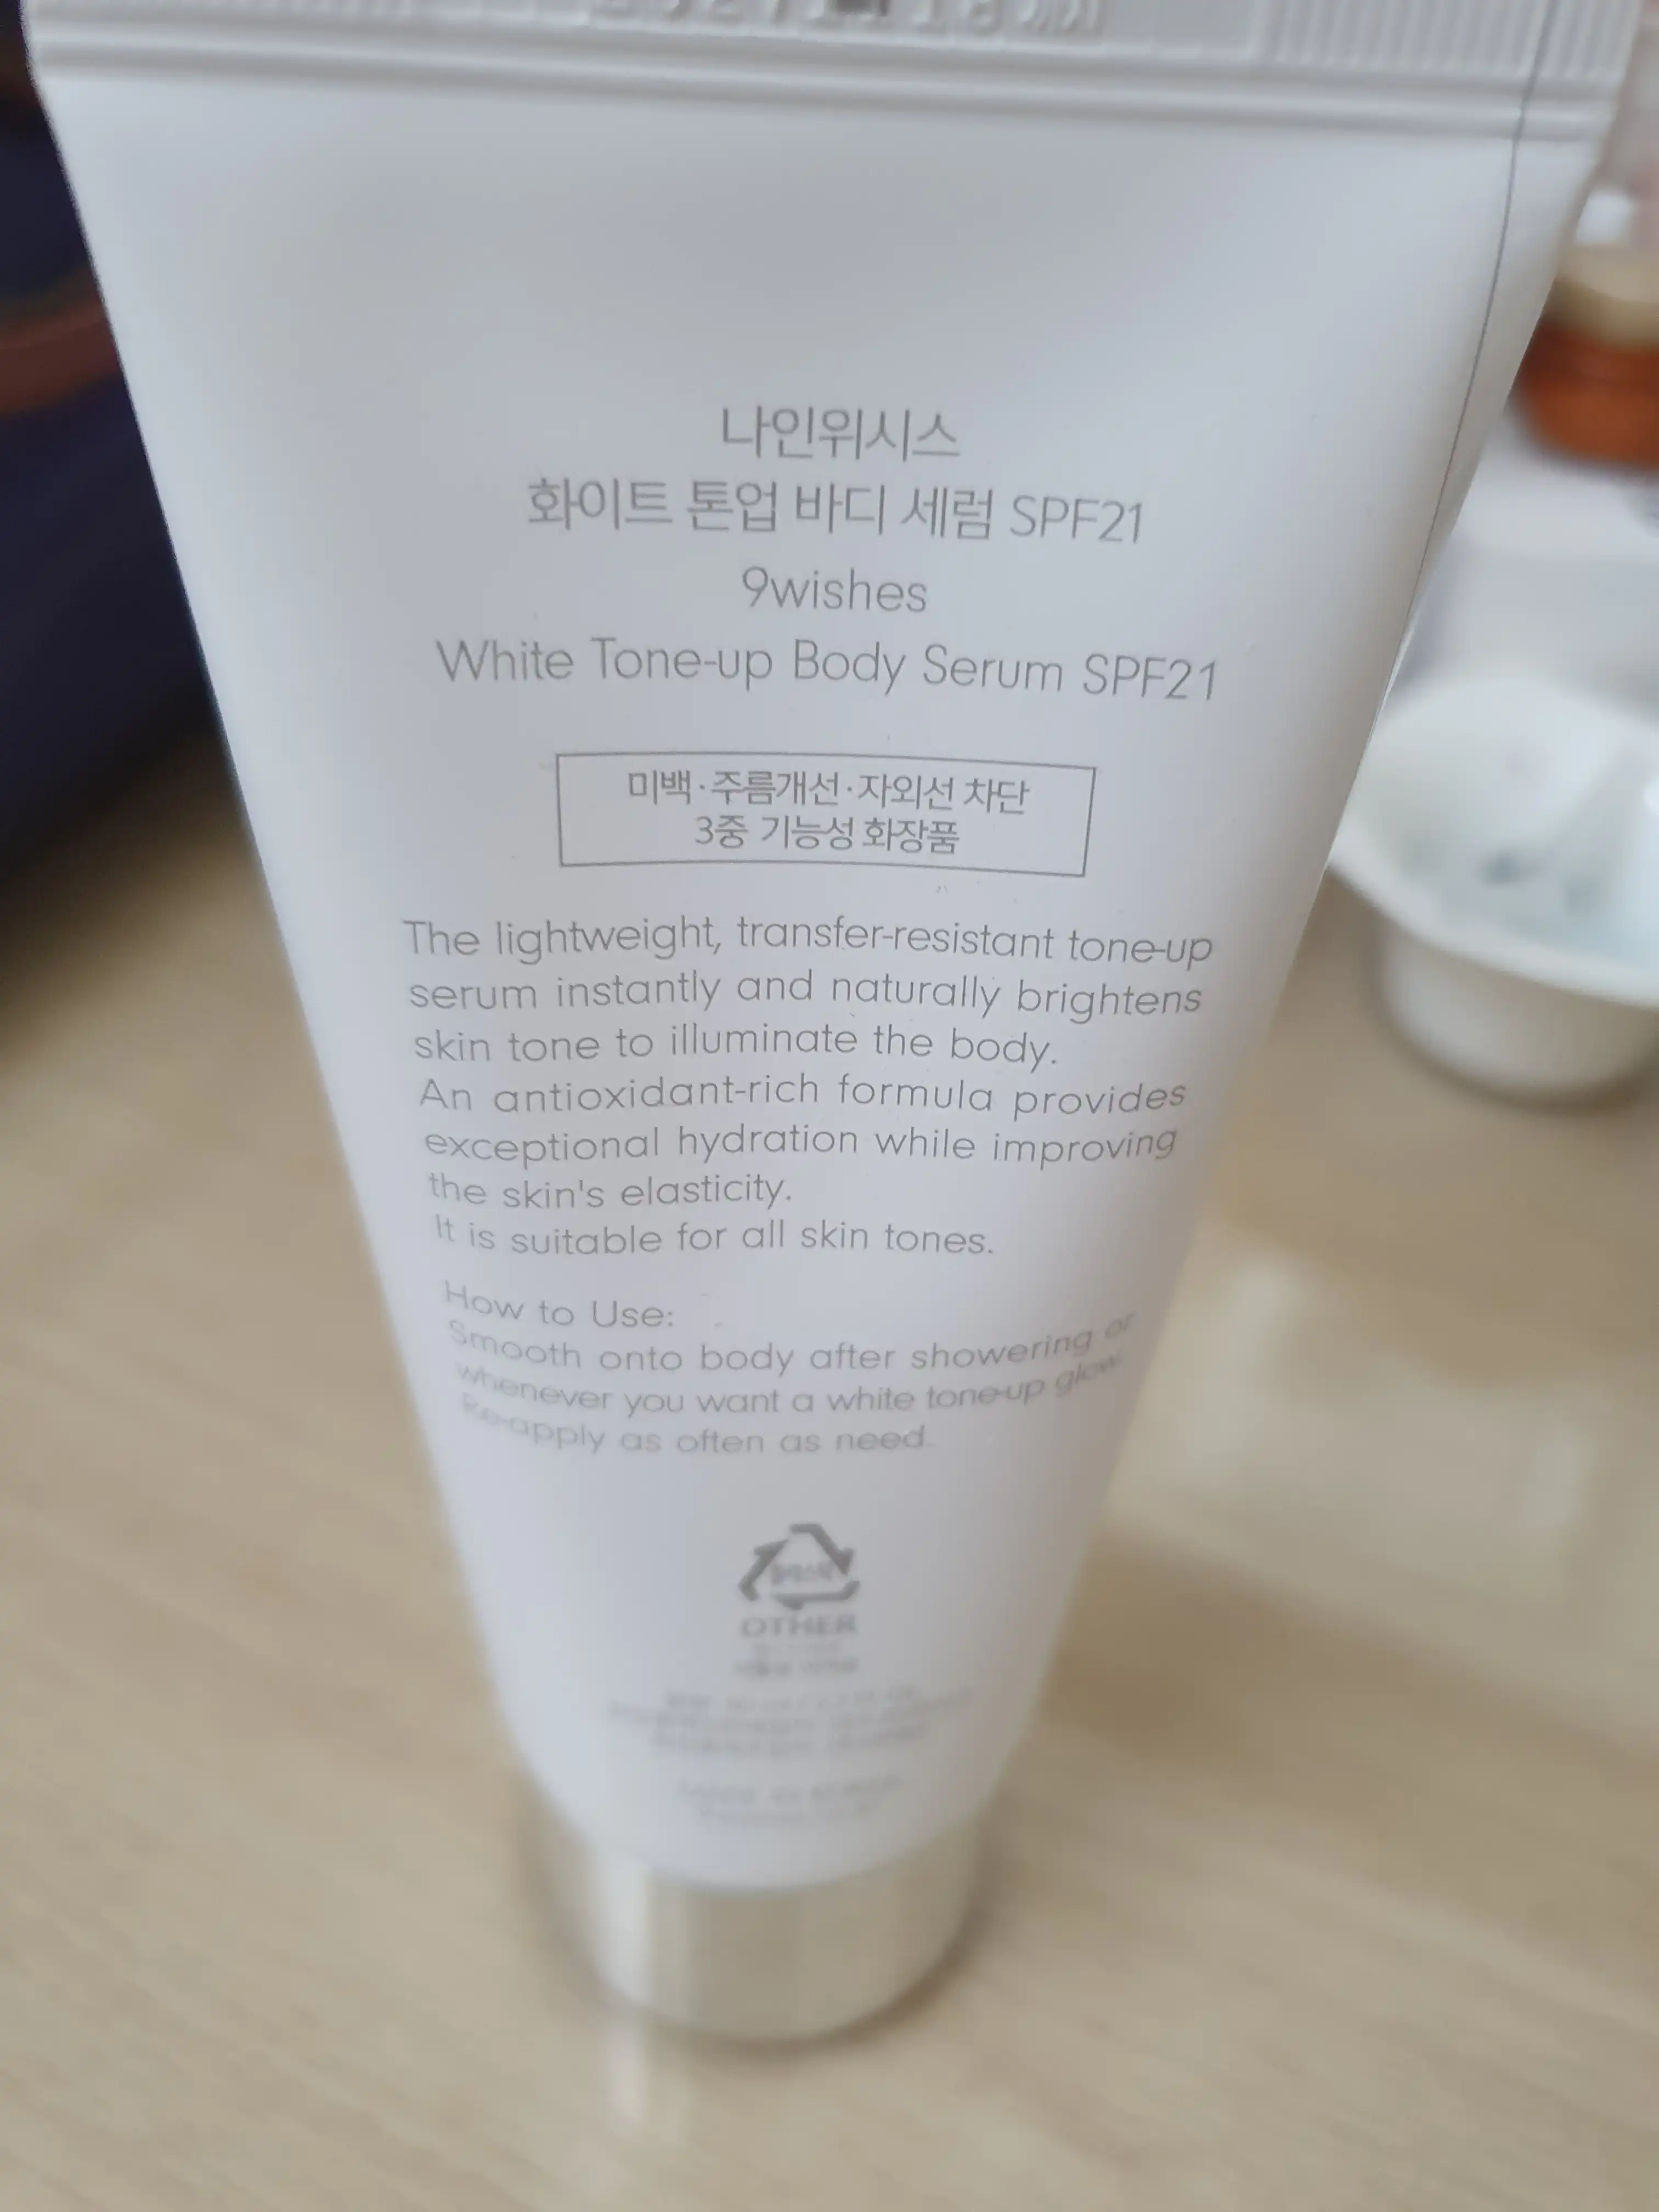 나인위시스
화이트 톤업 바디 세럼 SPF21
9wishes
White Tone-up Body Serum SPF21
미백·주름개선·자외선 차단
3중 기능성 화장품
The lightweight, transfer-resistant tone-up
serum instantly and naturally brightens
skin tone to illuminate the body.
An antioxidant-rich formula provides
exceptional hydration while improving
the skin's elasticity.
It is suitable for all skin tones.
How to Use:
Smooth onto body after showering or
whenever you want a white tone-up glow.
Re-apply as often as need.
OTHER